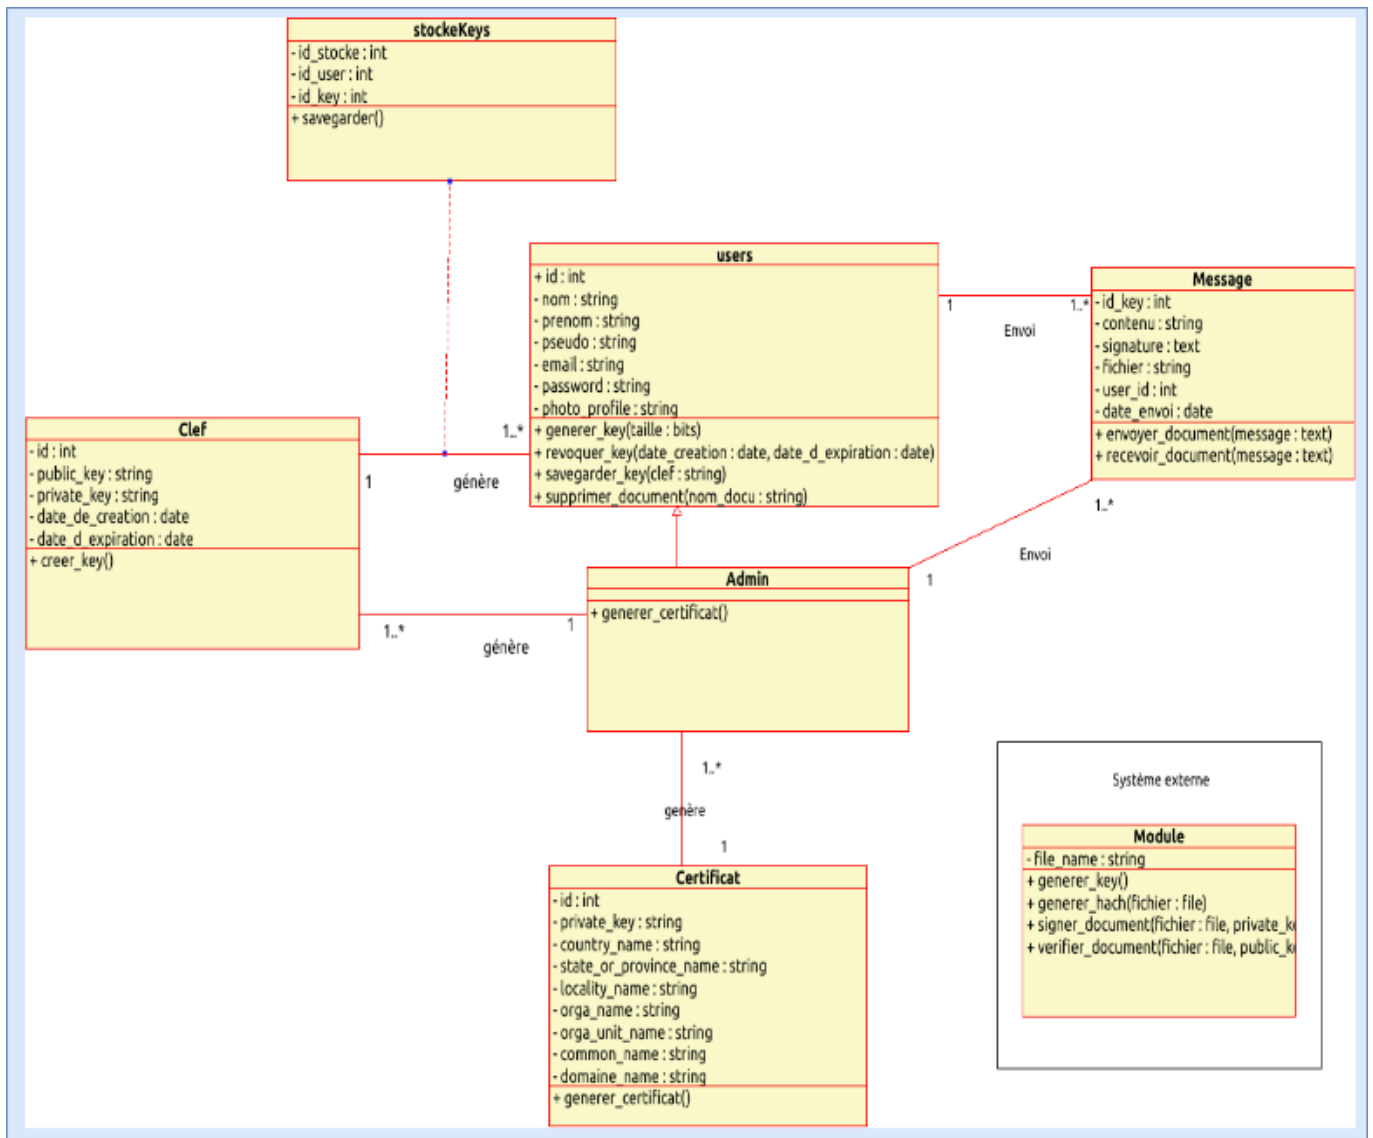 stockeKeys
- id_stocke : int
- id_user : int
- id_key : int
+ savegarder()
users
+ id : int
- nom : string
- prenom : string
- pseudo : string
- email : string
- password : string
- photo_profile : string
+ generer_key(taille : bits)
+ revoquer_key(date_creation : date, date_d_expiration : date)
+ savegarder_key(clef : string)
+ supprimer_document(nom_docu : string)
1
1..*
Envoi
Message
- id_key : int
- contenu : string
- signature : text
- fichier : string
- user_id : int
- date_envoi : date
+ envoyer_document(message : text)
+ recevoir_document(message : text)
Clef
- id : int
- public_key : string
- private_key : string
- date_de_creation : date
- date_d_expiration : date
+ creer_key()
1..*
1
génère
1..*
Envoi
1
Admin
+ generer_certificat()
1..*
1
génère
1..*
genère
1
Certificat
- id : int
- private_key : string
- country_name : string
- state_or_province_name : string
- locality_name : string
- orga_name : string
- orga_unit_name : string
- common_name : string
- domaine_name : string
+ generer_certificat()
Système externe
Module
- file_name : string
+ generer_key()
+ generer_hach(fichier : file)
+ signer_document(fichier : file, private_k
+ verifier_document(fichier : file, public_k